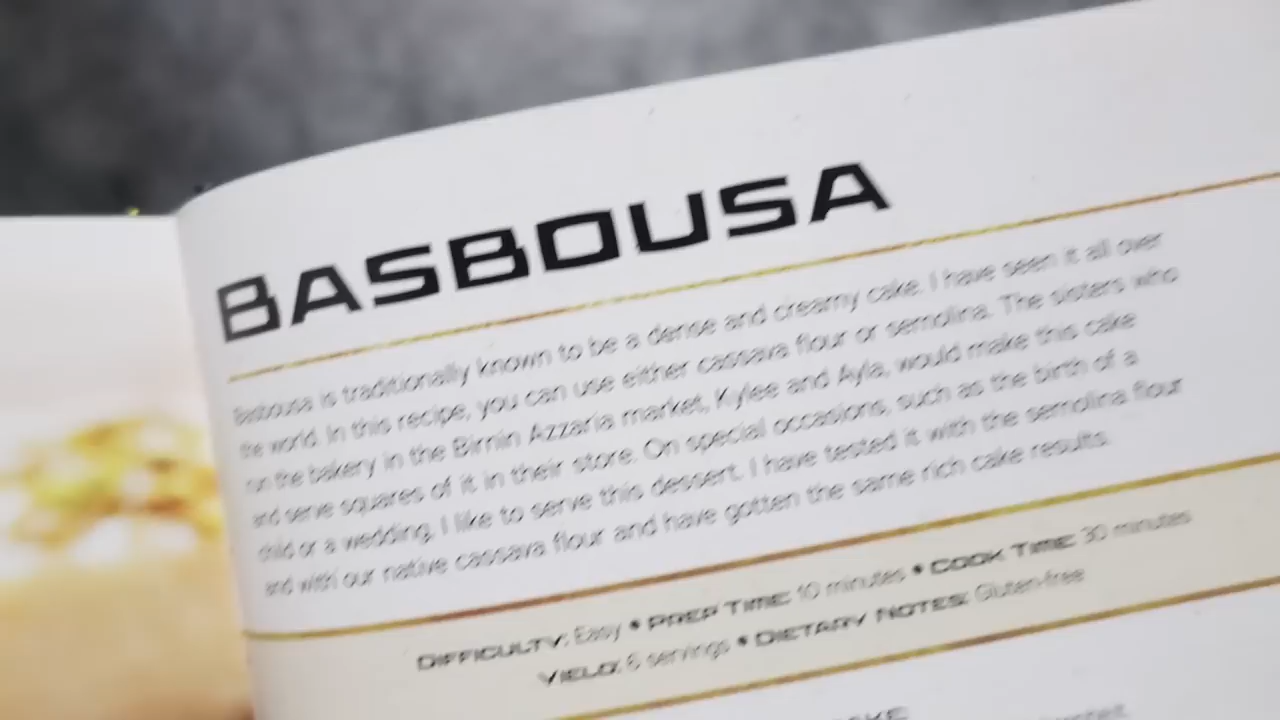 BASBOUSA
Basbousa is traditionally known to be a dense and creamy cake. I have seen it all over
the world. In this recipe, you can use either cassava flour or semolina. The sisters who
run the bakery in the Birnin Azzaria market, Kylee and Ayla, would make this cake
and serve squares of it in their store. On special occasions, such as the birth of a
child or a wedding, I like to serve this dessert. I have tested it with the semolina flour
and with our native cassava flour and have gotten the same rich cake results.
DIFFICULTY: Easy • PREP TIME: 10 minutes • COOK TIME: 30 minutes
YIELD: 6 servings • DIETARY NOTES: Gluten-free